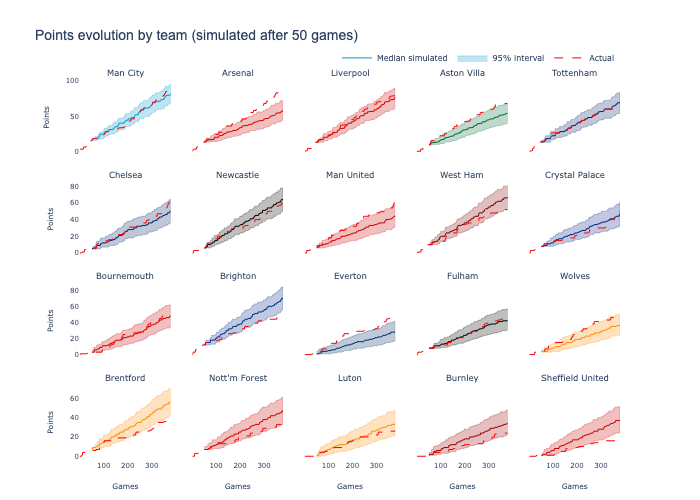 Points evolution by team (simulated after 50 games)
Median simulated 95% interval Actual
Man City Arsenal Liverpool Aston Villa Tottenham
100
50
0
Points
Chelsea Newcastle Man United West Ham Crystal Palace
80
60
40
20
0
Points
Bournemouth Brighton Everton Fulham Wolves
80
60
40
20
0
Points
Brentford Nott'm Forest Luton Burnley Sheffield United
60
40
20
0
Points
100 200 300 100 200 300 100 200 300 100 200 300 100 200 300
Games Games Games Games Games